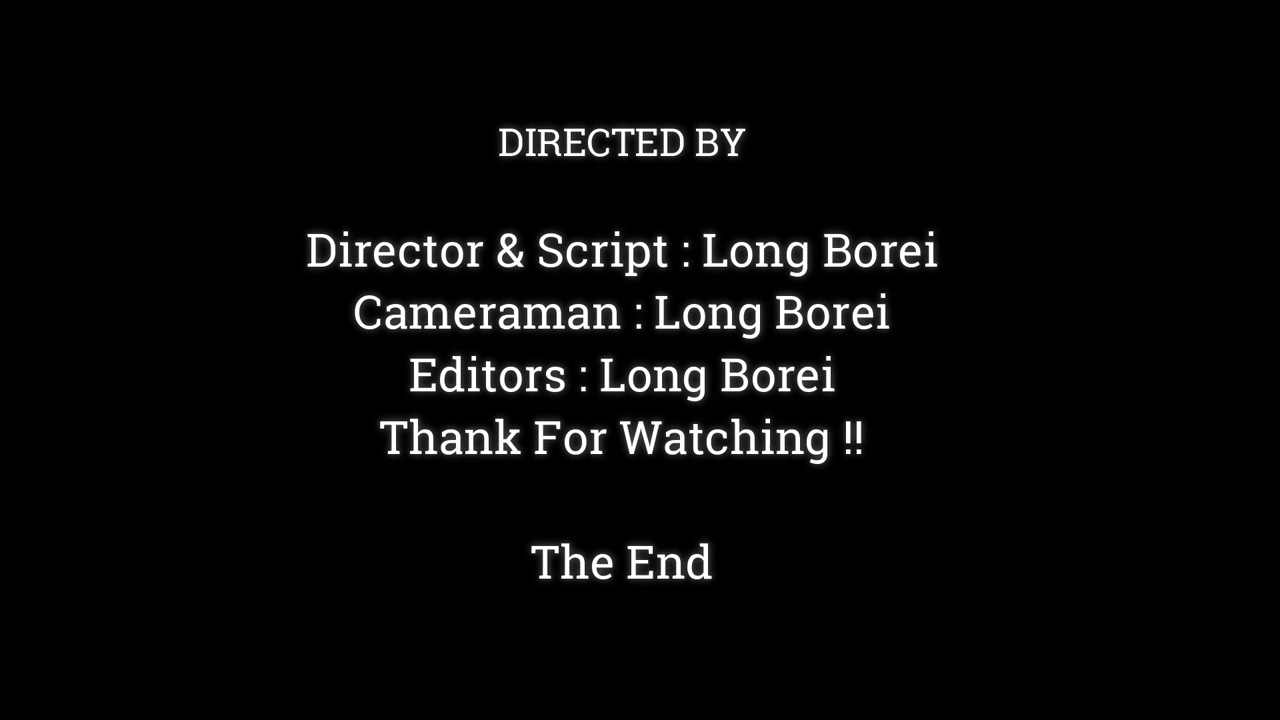 DIRECTED BY
Director & Script : Long Borei
Cameraman : Long Borei
Editors : Long Borei
Thank For Watching !!
The End